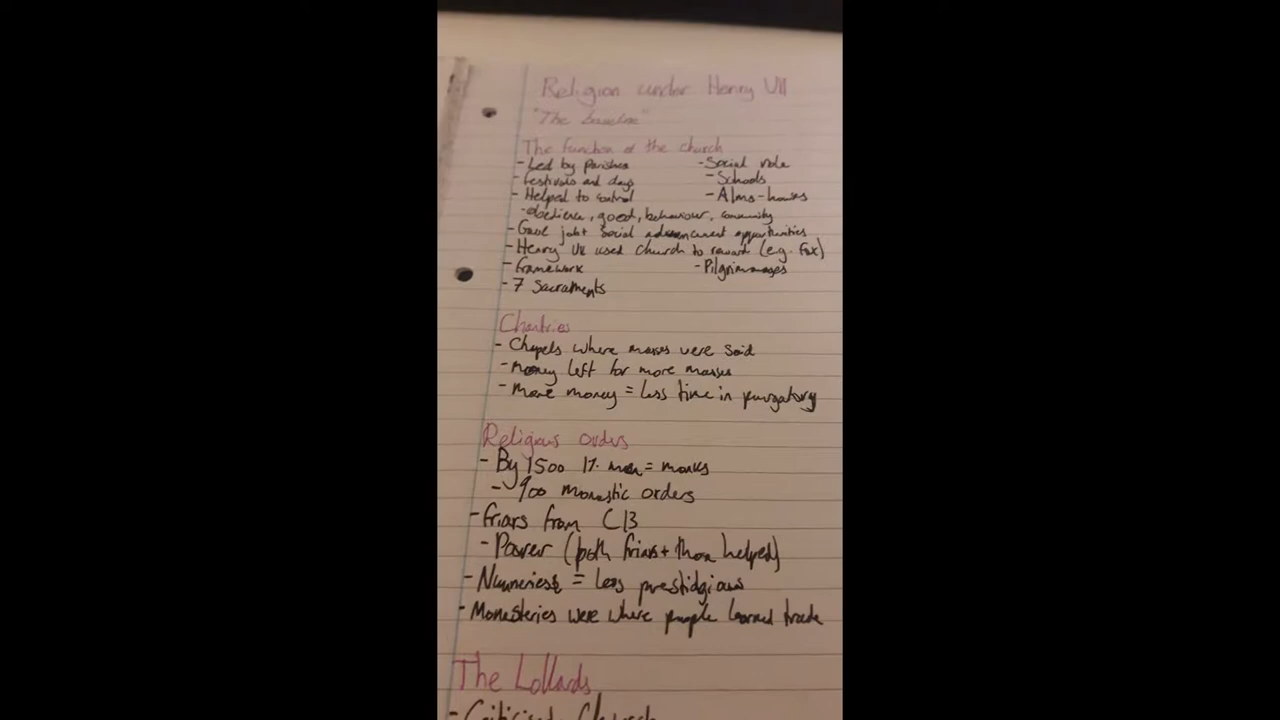 Religion under Henry VII
"The baseline"
The function of the church
- Led by parishes
- Social role
- Festivals and days
- Schools
- Helped to control
- Alms-houses
- obedience, good, behaviour, community
- Gave jobs + social advancement opportunities
- Henry VII used church to reward (e.g. Fox)
- Framework
- Pilgrimmages
- 7 Sacraments
Chantries
- Chapels where masses were said
- money left for more masses
- more money = less time in purgatory
Religious orders
- By 1500 1% men = monks
- 900 monastic orders
- Friars from C13
- Poorer (both friars + those helped)
- Nunneries = less prestidgious
- Monasteries were where people learned trade
The Lollards
- Criticised Church